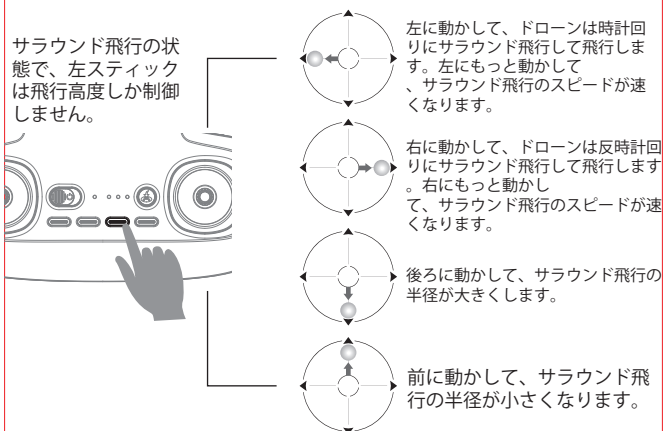 サラウンド飛行の状
態で、左スティック
は飛行高度しか制御
しません。
左に動かして、ドローンは時計回
りにサラウンド飛行して飛行しま
す。左にもっと動かして
、サラウンド飛行のスピードが速
くなります。
右に動かして、ドローンは反時計回
りにサラウンド飛行して飛行します
。右にもっと動かし
て、サラウンド飛行のスピードが速
くなります。
後ろに動かして、サラウンド飛行の
半径が大きくします。
前に動かして、サラウンド飛
行の半径が小さくなります。